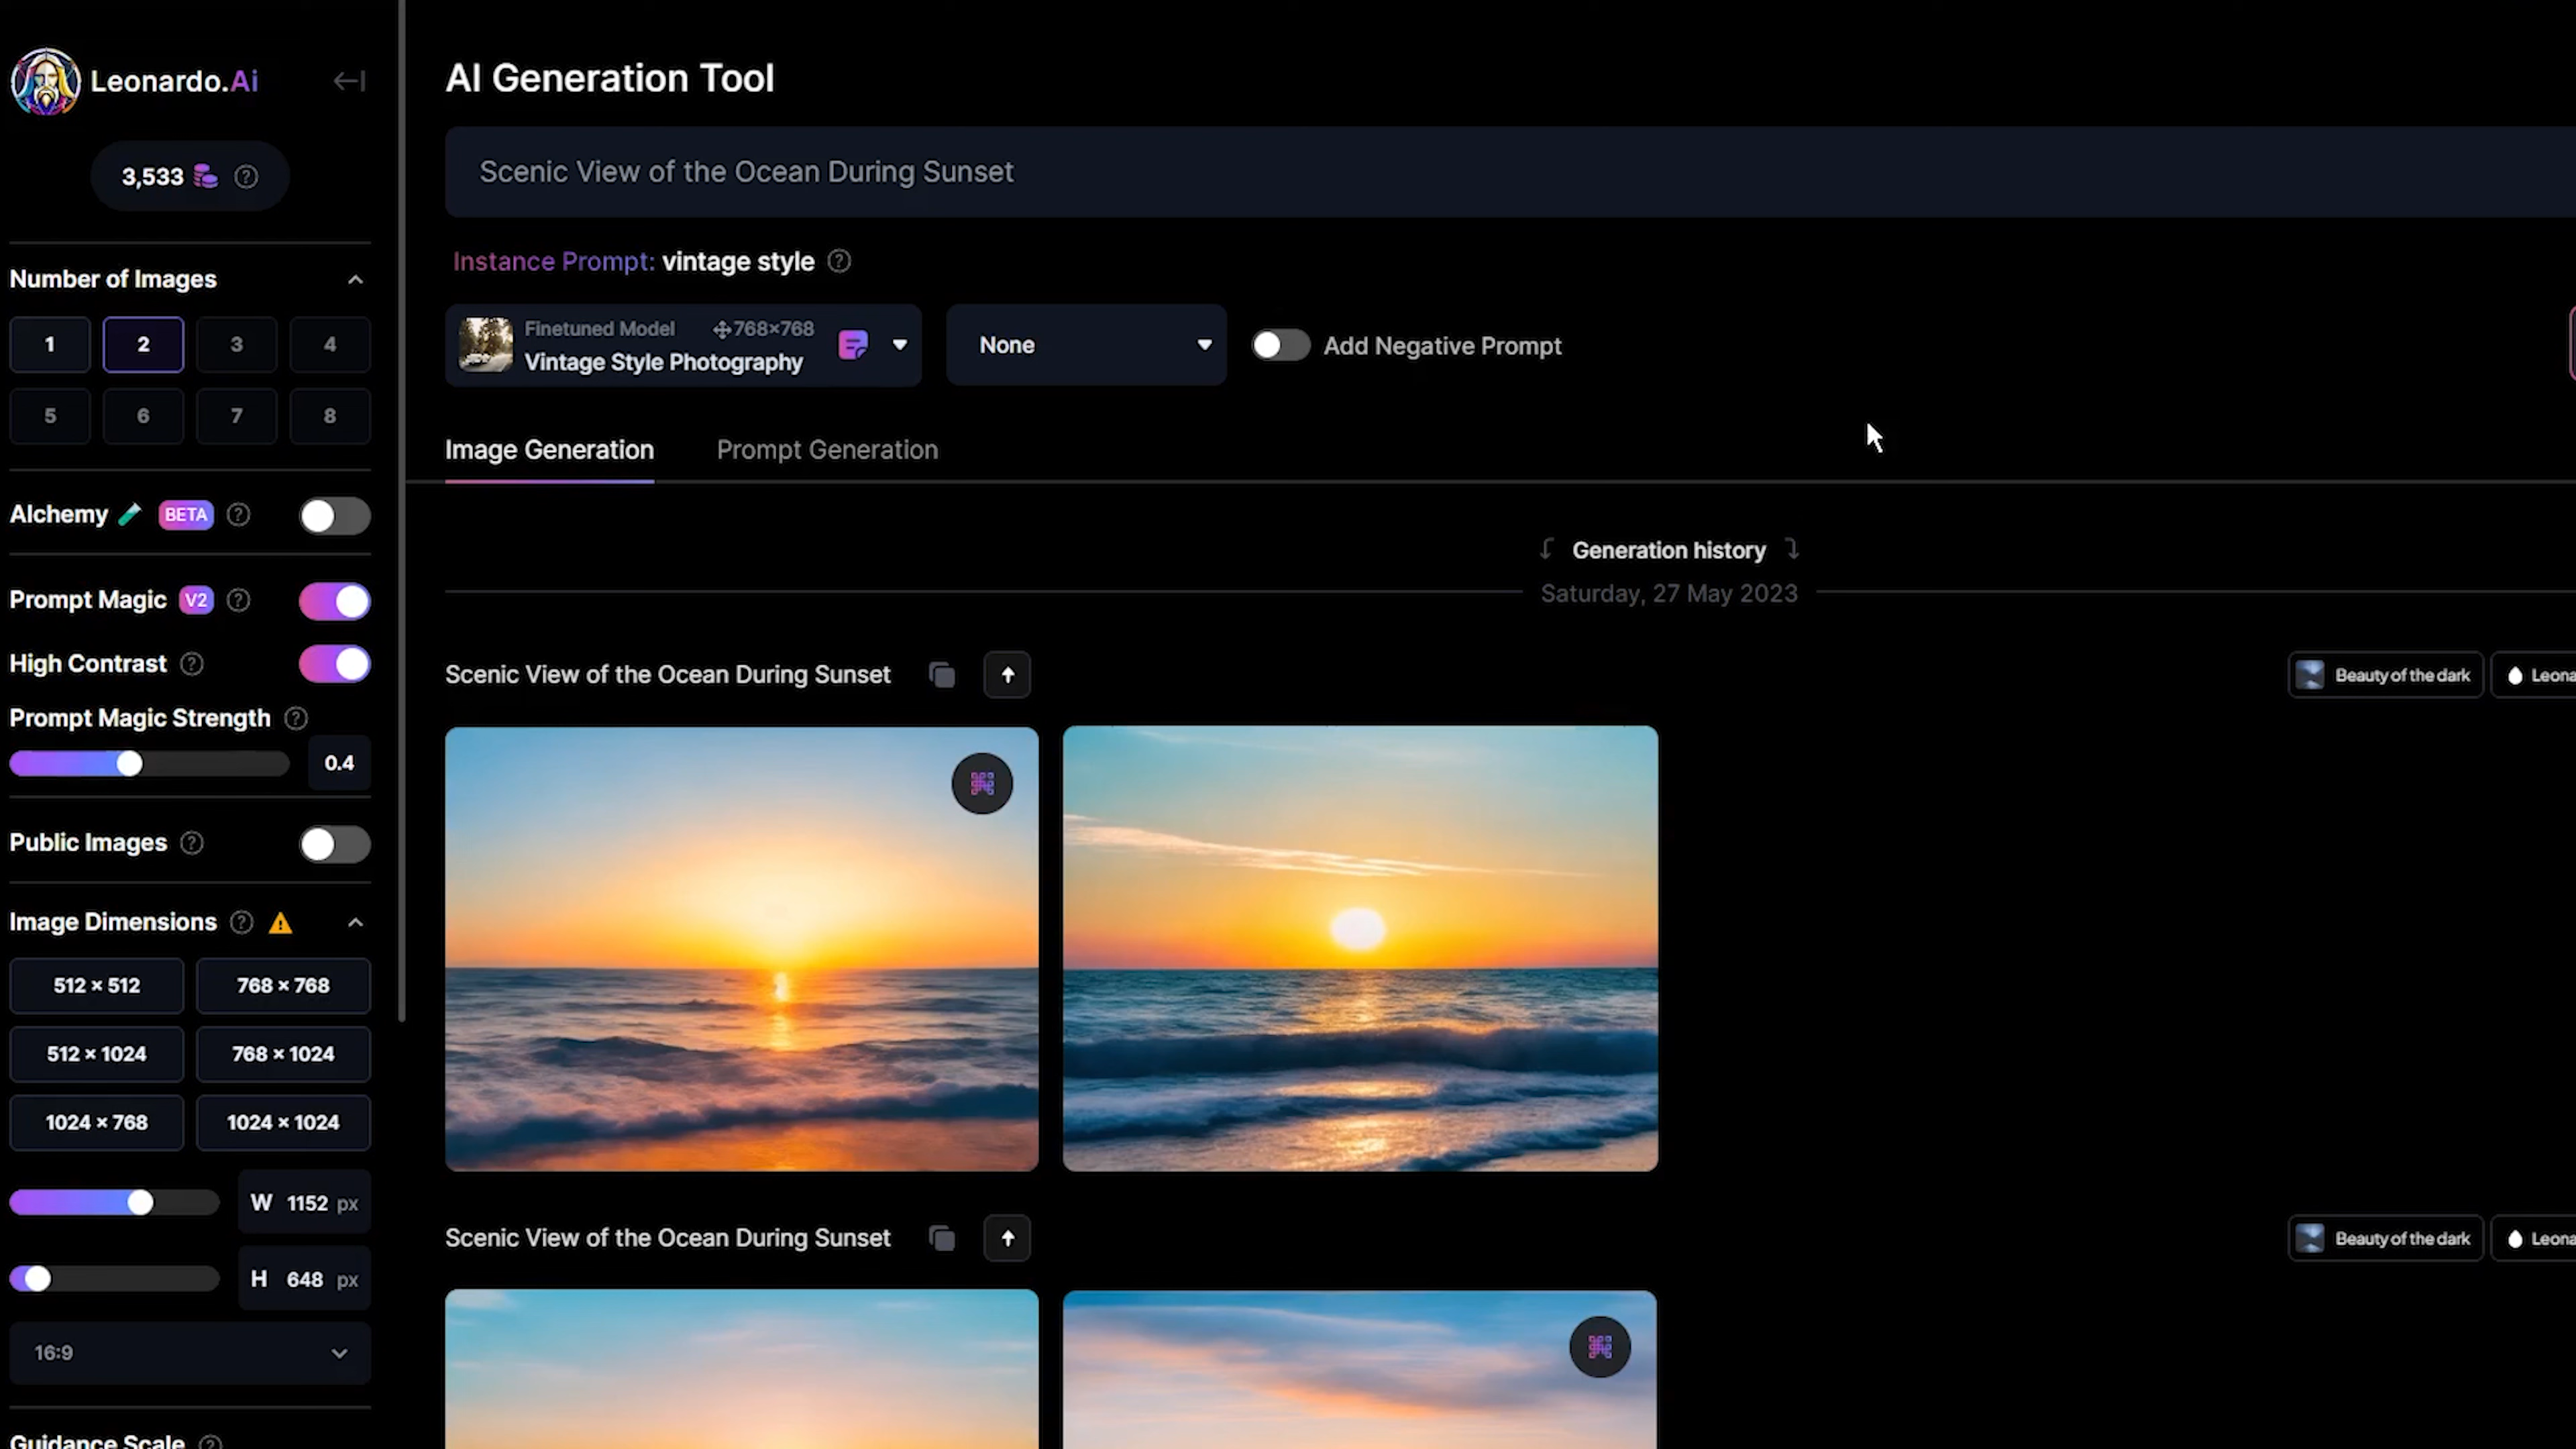 Leonardo.Ai
3,533
Number of Images
1 2 3 4
5 6 7 8
Alchemy BETA
Prompt Magic V2
High Contrast
Prompt Magic Strength
0.4
Public Images
Image Dimensions
512 × 512 768 × 768
512 × 1024 768 × 1024
1024 × 768 1024 × 1024
W 1152 px
H 648 px
16:9
Guidance Scale
AI Generation Tool
Scenic View of the Ocean During Sunset
Instance Prompt: vintage style
Finetuned Model 768×768
Vintage Style Photography
None
Add Negative Prompt
Image Generation Prompt Generation
Generation history
Saturday, 27 May 2023
Scenic View of the Ocean During Sunset
Beauty of the dark Leona
Scenic View of the Ocean During Sunset
Beauty of the dark Leona